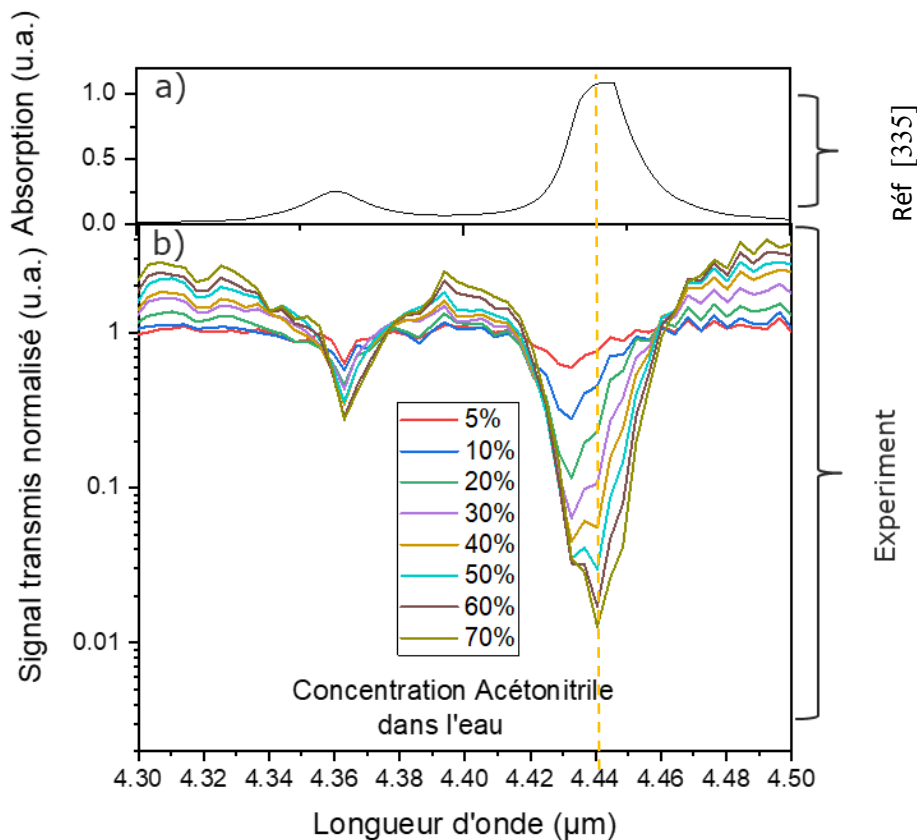 Absorption (u.a.)
a)
1.0
0.5
0.0
Réf [335]
b)
Signal transmis normalisé (u.a.)
1
0.1
0.01
5%
10%
20%
30%
40%
50%
60%
70%
Concentration Acétonitrile
dans l'eau
Experiment
4.30 4.32 4.34 4.36 4.38 4.40 4.42 4.44 4.46 4.48 4.50
Longueur d'onde (µm)